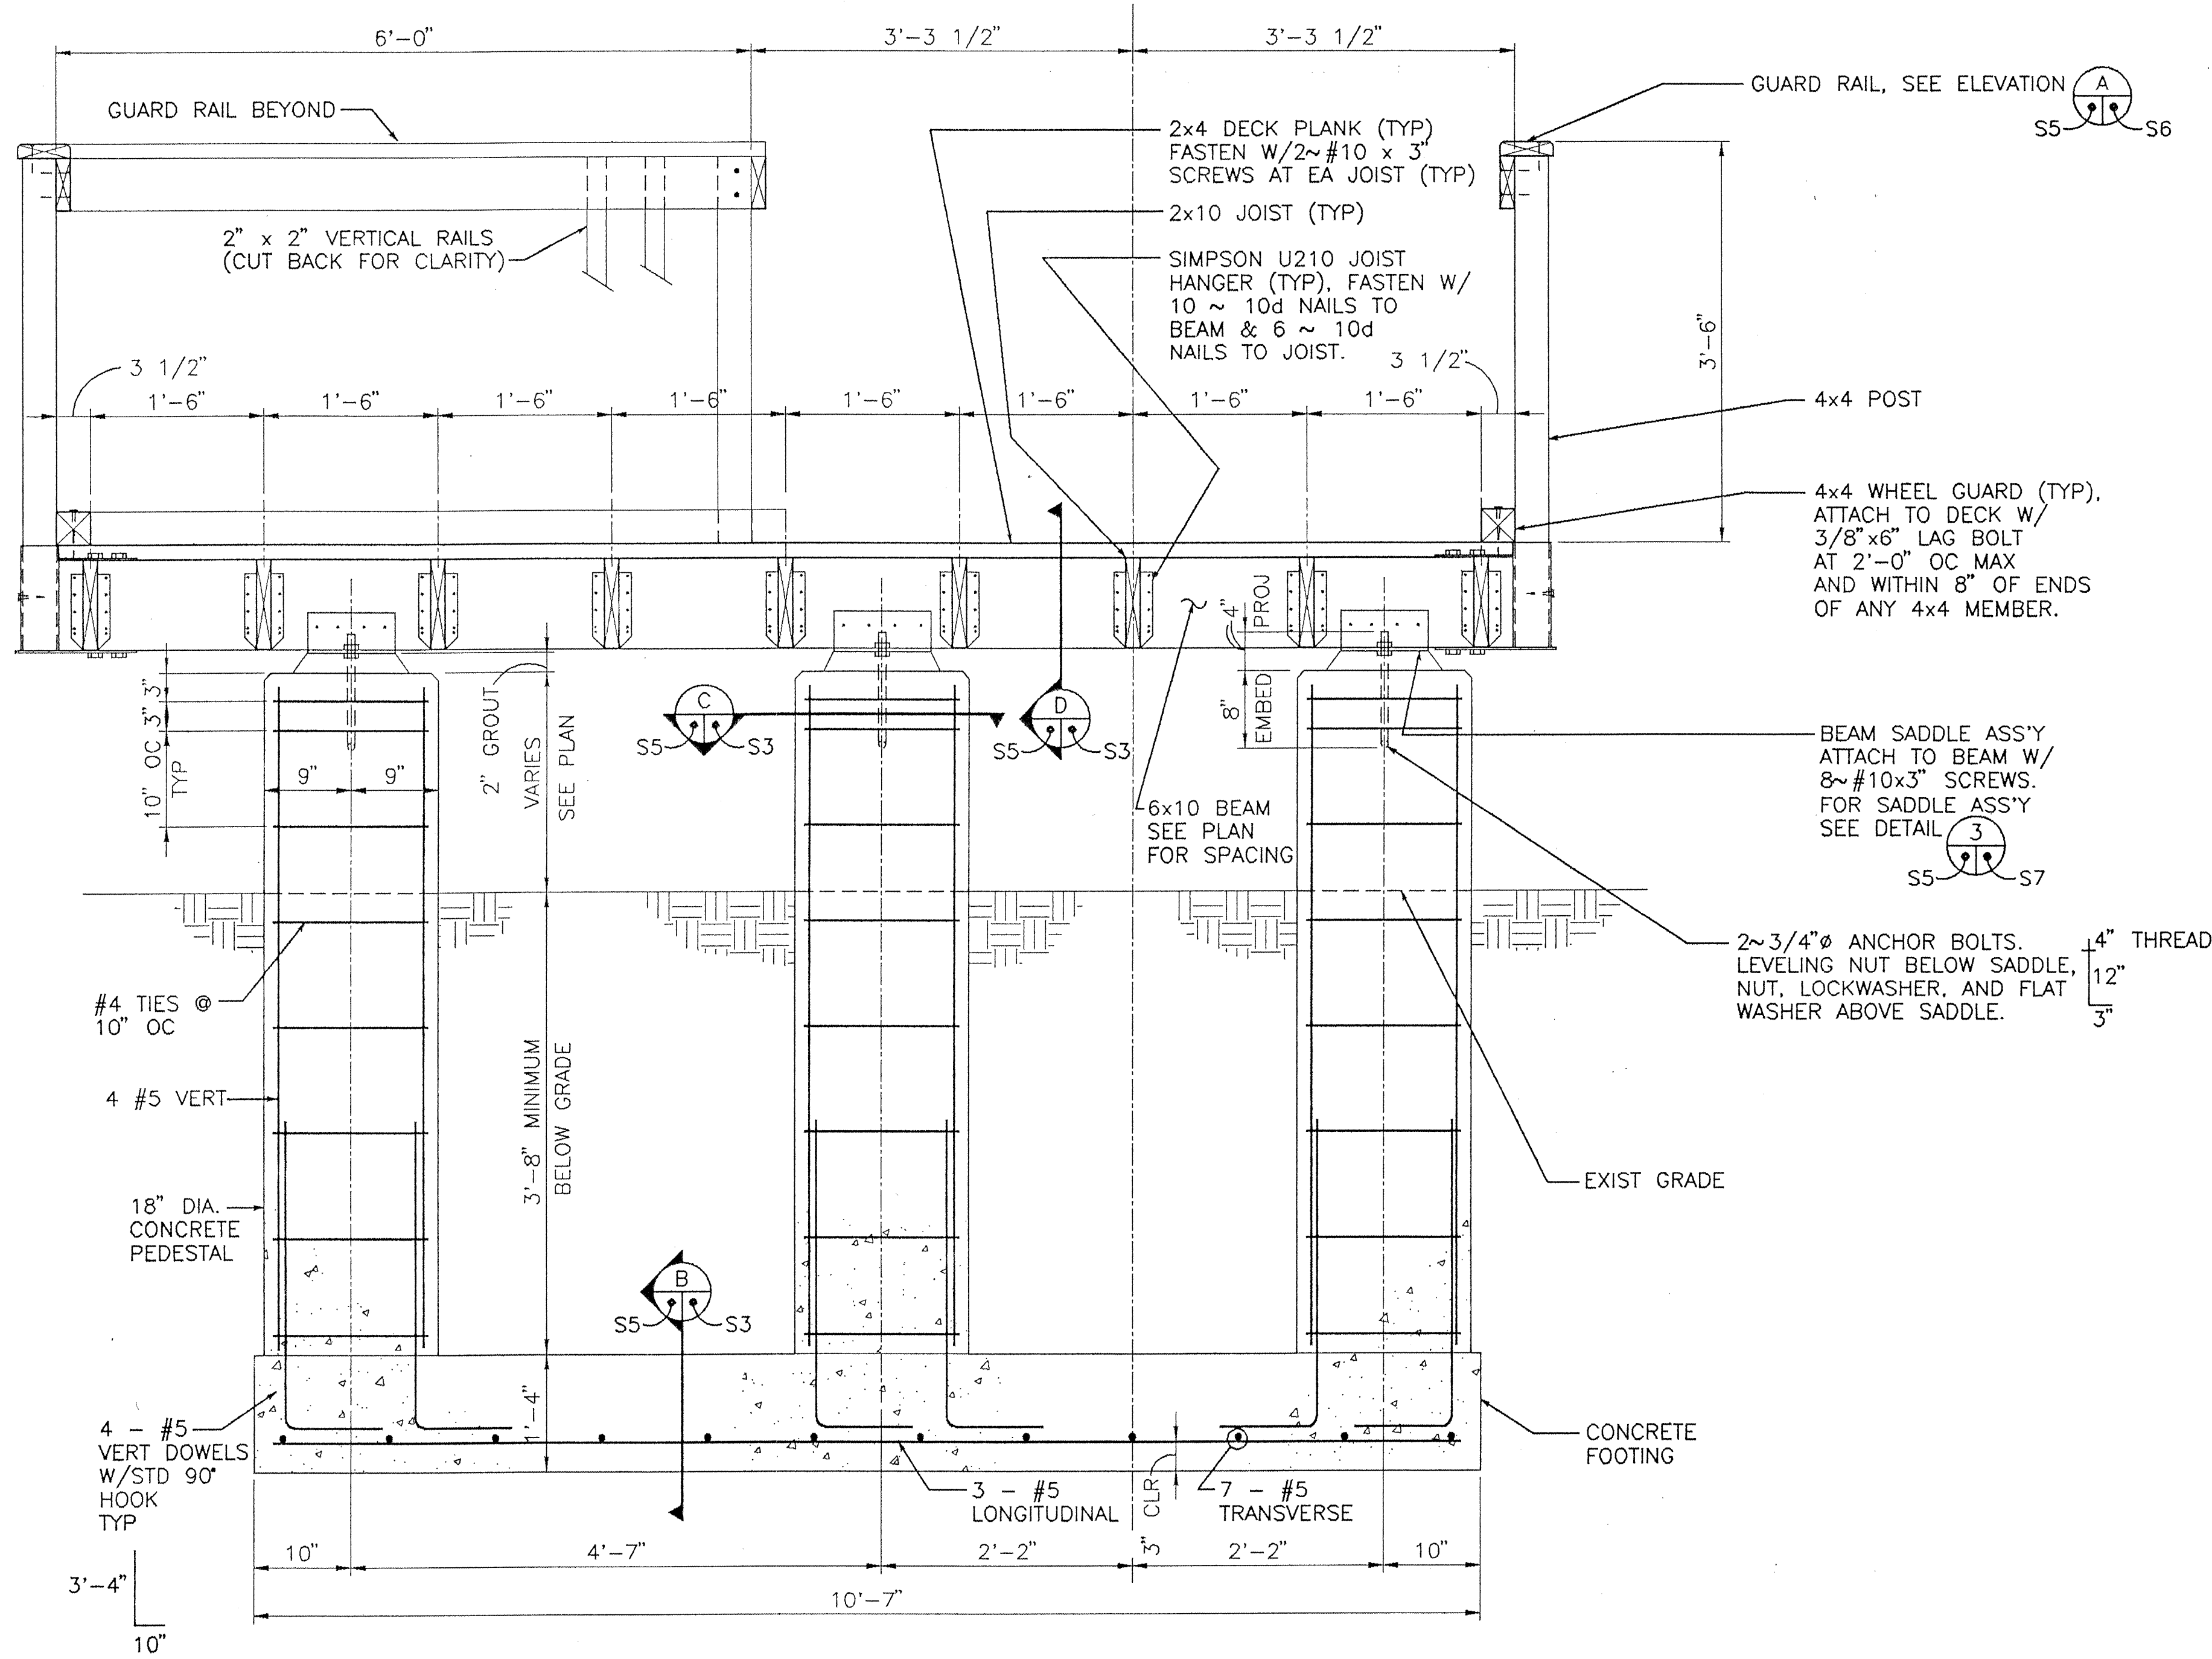 6'-0"
3'-3 1/2"
3'-3 1/2"
GUARD RAIL BEYOND
GUARD RAIL, SEE ELEVATION
A
S5
S6
2x4 DECK PLANK (TYP)
FASTEN W/2~#10 x 3"
SCREWS AT EA JOIST (TYP)
2x10 JOIST (TYP)
SIMPSON U210 JOIST
HANGER (TYP), FASTEN W/
10 ~ 10d NAILS TO
BEAM & 6 ~ 10d
NAILS TO JOIST.
2" x 2" VERTICAL RAILS
(CUT BACK FOR CLARITY)
3 1/2"
3 1/2"
1'-6"
1'-6"
1'-6"
1'-6"
1'-6"
1'-6"
1'-6"
1'-6"
3'-6"
4x4 POST
4x4 WHEEL GUARD (TYP),
ATTACH TO DECK W/
3/8"x6" LAG BOLT
AT 2'-0" OC MAX
AND WITHIN 8" OF ENDS
OF ANY 4x4 MEMBER.
4"
PROJ
8"
EMBED
3"
3"
10" OC
TYP
9"
9"
2" GROUT
VARIES
SEE PLAN
C
S5
S3
D
S5
S3
6x10 BEAM
SEE PLAN
FOR SPACING
BEAM SADDLE ASS'Y
ATTACH TO BEAM W/
8~#10x3" SCREWS.
FOR SADDLE ASS'Y
SEE DETAIL
3
S5
S7
2~3/4"ø ANCHOR BOLTS.
LEVELING NUT BELOW SADDLE,
NUT, LOCKWASHER, AND FLAT
WASHER ABOVE SADDLE.
4" THREAD
12"
3"
#4 TIES @
10" OC
4 #5 VERT
3'-8" MINIMUM
BELOW GRADE
EXIST GRADE
18" DIA.
CONCRETE
PEDESTAL
B
S5
S3
1'-4"
4 - #5
VERT DOWELS
W/STD 90°
HOOK
TYP
3'-4"
10"
3 - #5
LONGITUDINAL
3" CLR
7 - #5
TRANSVERSE
CONCRETE
FOOTING
10"
4'-7"
2'-2"
2'-2"
10"
10'-7"